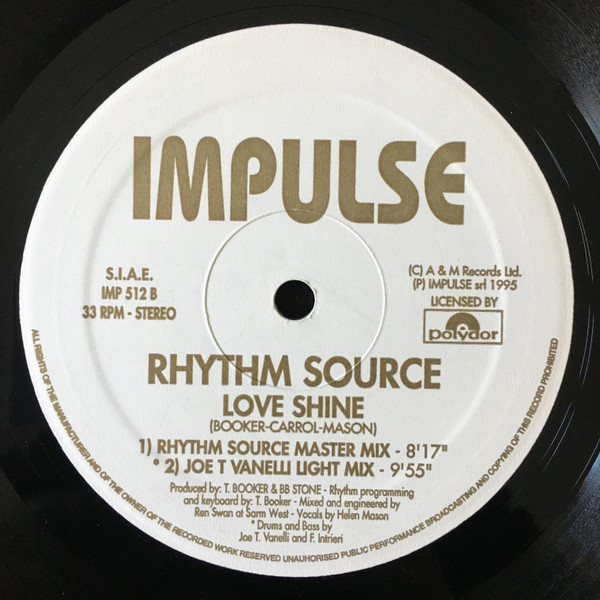 IMPULSE
S.I.A.E.
IMP 512 B
33 RPM - STEREO
(C) A & M Records Ltd.
(P) IMPULSE srl 1995
LICENSED BY
polydor
RHYTHM SOURCE
LOVE SHINE
(BOOKER-CARROL-MASON)
1) RHYTHM SOURCE MASTER MIX - 8'17"
* 2) JOE T VANELLI LIGHT MIX - 9'55"
Produced by: T. BOOKER & BB STONE - Rhythm programming
and keyboard by: T. Booker - Mixed and engineered by
Ren Swan at Sarm West - Vocals by Helen Mason
* Drums and Bass by
Joe T. Vanelli and F. Intrieri
ALL RIGHTS OF THE MANUFACTURER AND OF THE OWNER OF THE RECORDED WORK RESERVED UNAUTHORISED PUBLIC PERFORMANCE BROADCASTING AND COPYING OF THIS RECORD PROHIBITED